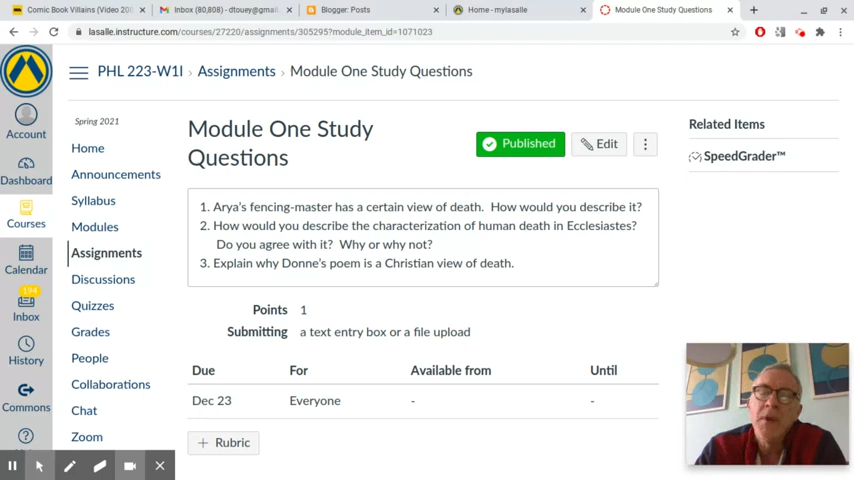 Comic Book Villains (Video 200
Inbox (80,808) - dtouey@gmai
Blogger: Posts
Home - mylasalle
Module One Study Questions
lasalle.instructure.com/courses/27220/assignments/305295?module_item_id=1071023
PHL 223-W1I › Assignments › Module One Study Questions
Account
Dashboard
Courses
Calendar
194
Inbox
History
Commons
Spring 2021
Home
Announcements
Syllabus
Modules
Assignments
Discussions
Quizzes
Grades
People
Collaborations
Chat
Zoom
Module One Study
Questions
Published
Edit
1. Arya's fencing-master has a certain view of death. How would you describe it?
2. How would you describe the characterization of human death in Ecclesiastes?
Do you agree with it? Why or why not?
3. Explain why Donne's poem is a Christian view of death.
Points 1
Submitting a text entry box or a file upload
Due For Available from Until
Dec 23 Everyone - -
+ Rubric
Related Items
SpeedGrader™